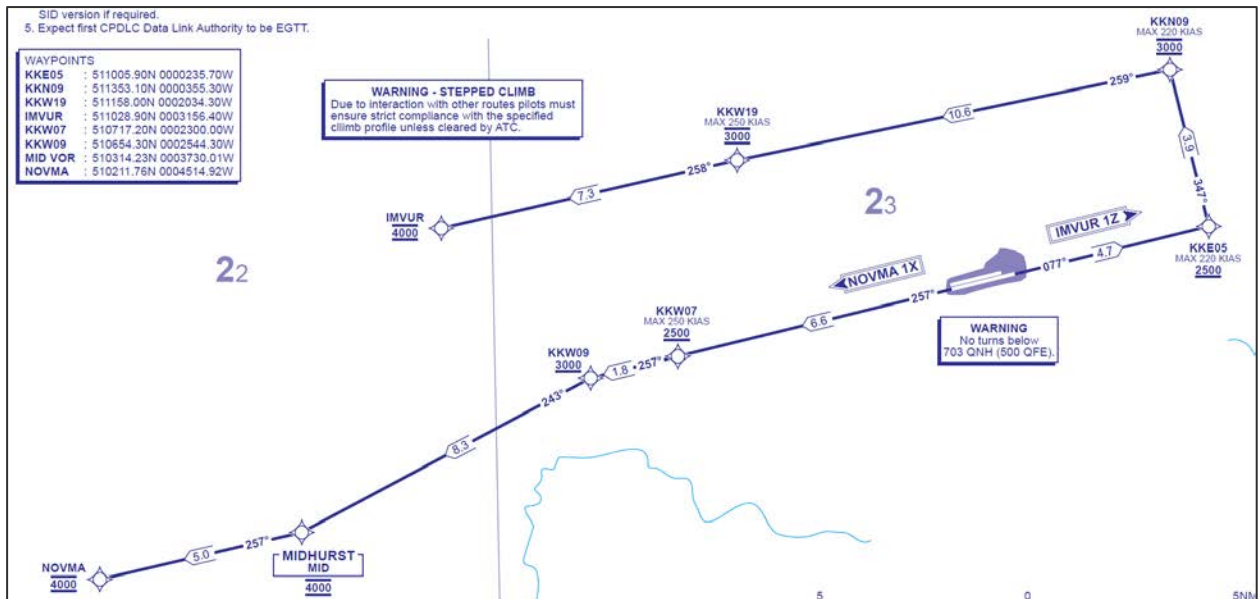 SID version if required.
5. Expect first CPDLC Data Link Authority to be EGTT.
WAYPOINTS
KKE05 : 511005.90N 0000235.70W
KKN09 : 511353.10N 0000355.30W
KKW19 : 511158.00N 0002034.30W
IMVUR : 511028.90N 0003156.40W
KKW07 : 510717.20N 0002300.00W
KKW09 : 510654.30N 0002544.30W
MID VOR : 510314.23N 0003730.01W
NOVMA : 510211.76N 0004514.92W
WARNING - STEPPED CLIMB
Due to interaction with other routes pilots must
ensure strict compliance with the specified
cilimb profile unless cleared by ATC.
KKN09
MAX 220 KIAS
3000
259°
10.6
KKW19
MAX 250 KIAS
3000
258°
7.3
IMVUR
4000
3.9
347°
23
22
IMVUR 1Z
KKE05
MAX 220 KIAS
2500
4.7
077°
NOVMA 1X
257°
6.6
WARNING
No turns below
703 QNH (500 QFE).
KKW07
MAX 250 KIAS
2500
KKW09
3000
257°
1.8
243°
8.3
MIDHURST
MID
4000
257°
5.0
NOVMA
4000
5
0
5NM